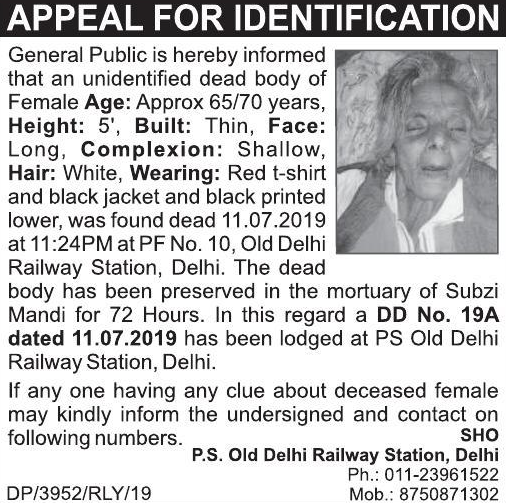 APPEAL FOR IDENTIFICATION
General Public is hereby informed
that an unidentified dead body of
Female Age: Approx 65/70 years,
Height: 5', Built: Thin, Face:
Long, Complexion: Shallow,
Hair: White, Wearing: Red t-shirt
and black jacket and black printed
lower, was found dead 11.07.2019
at 11:24PM at PF No. 10, Old Delhi
Railway Station, Delhi. The dead
body has been preserved in the mortuary of Subzi
Mandi for 72 Hours. In this regard a DD No. 19A
dated 11.07.2019 has been lodged at PS Old Delhi
Railway Station, Delhi.
If any one having any clue about deceased female
may kindly inform the undersigned and contact on
following numbers. SHO
P.S. Old Delhi Railway Station, Delhi
Ph.: 011-23961522
DP/3952/RLY/19 Mob.: 8750871302